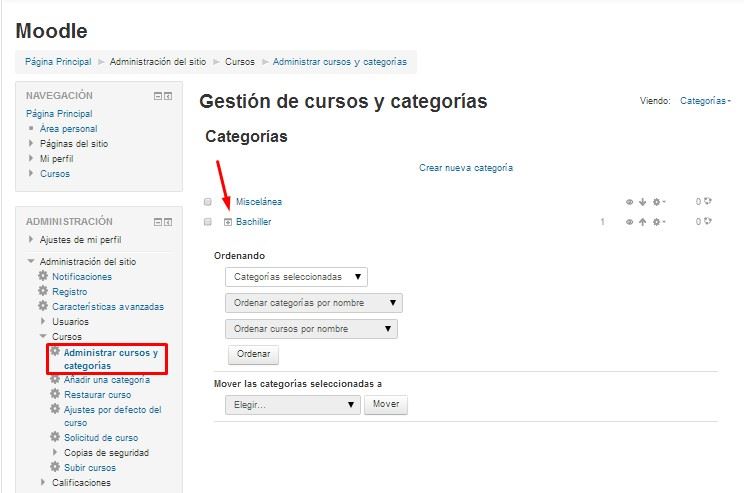 Moodle
Página Principal Administración del sitio Cursos Administrar cursos y categorías
NAVEGACIÓN
Página Principal
Área personal
Páginas del sitio
Mi perfil
Cursos
ADMINISTRACIÓN
Ajustes de mi perfil
Administración del sitio
Notificaciones
Registro
Características avanzadas
Usuarios
Cursos
Administrar cursos y
categorías
Añadir una categoría
Restaurar curso
Ajustes por defecto del
curso
Solicitud de curso
Copias de seguridad
Subir cursos
Calificaciones
Gestión de cursos y categorías
Viendo: Categorías
Categorías
Crear nueva categoría
Miscelánea 0
Bachiller 1 0
Ordenando
Categorías seleccionadas
Ordenar categorías por nombre
Ordenar cursos por nombre
Ordenar
Mover las categorías seleccionadas a
Elegir... Mover